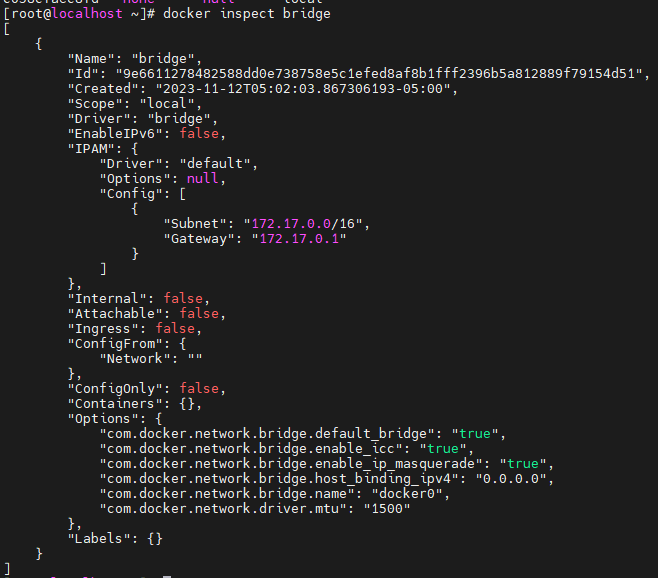 [root@localhost ~]# docker inspect bridge
[
    {
        "Name": "bridge",
        "Id": "9e6611278482588dd0e738758e5c1efed8af8b1fff2396b5a812889f79154d51",
        "Created": "2023-11-12T05:02:03.867306193-05:00",
        "Scope": "local",
        "Driver": "bridge",
        "EnableIPv6": false,
        "IPAM": {
            "Driver": "default",
            "Options": null,
            "Config": [
                {
                    "Subnet": "172.17.0.0/16",
                    "Gateway": "172.17.0.1"
                }
            ]
        },
        "Internal": false,
        "Attachable": false,
        "Ingress": false,
        "ConfigFrom": {
            "Network": ""
        },
        "ConfigOnly": false,
        "Containers": {},
        "Options": {
            "com.docker.network.bridge.default_bridge": "true",
            "com.docker.network.bridge.enable_icc": "true",
            "com.docker.network.bridge.enable_ip_masquerade": "true",
            "com.docker.network.bridge.host_binding_ipv4": "0.0.0.0",
            "com.docker.network.bridge.name": "docker0",
            "com.docker.network.driver.mtu": "1500"
        },
        "Labels": {}
    }
]